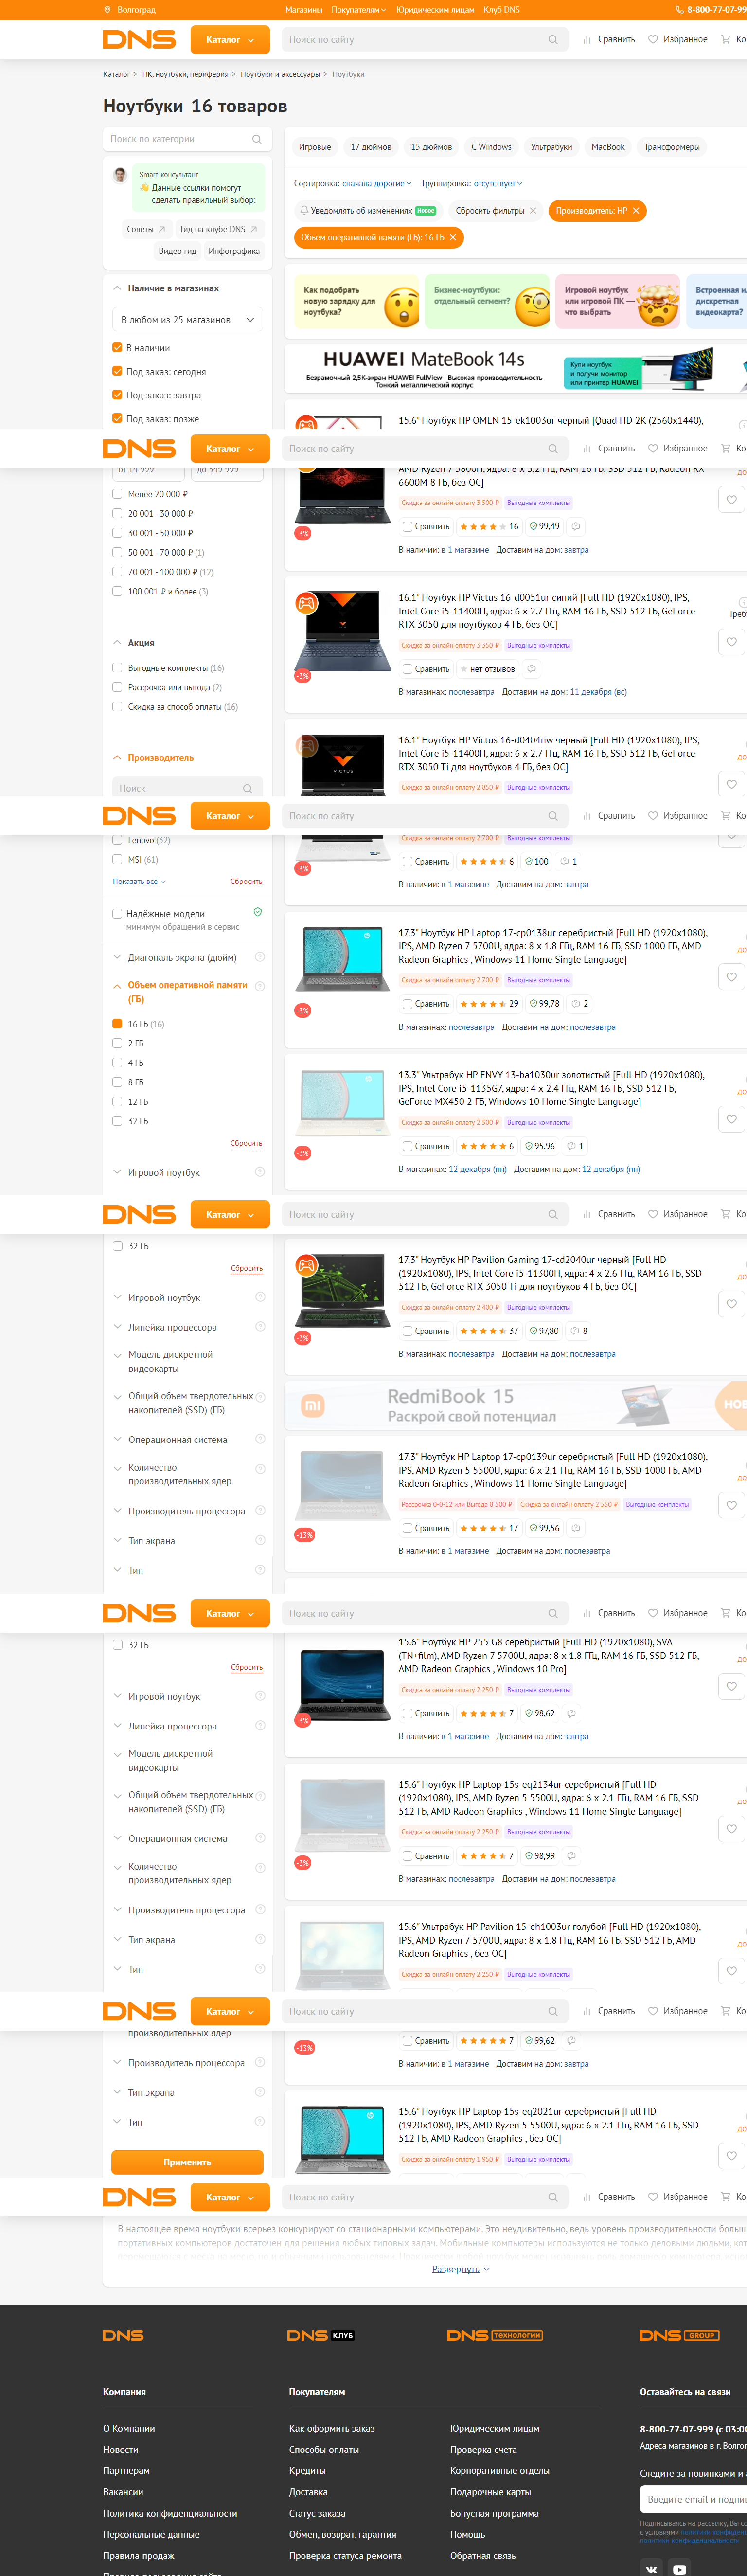 Волгоград
Магазины Покупателям Юридическим лицам Клуб DNS
8-800-77-07-99
DNS Каталог Поиск по сайту Сравнить Избранное Ко
Каталог > ПК, ноутбуки, периферия > Ноутбуки и аксессуары > Ноутбуки
Ноутбуки 16 товаров
Поиск по категории
Smart-консультант
Данные ссылки помогут
сделать правильный выбор:
Советы Гид на клубе DNS
Видео гид Инфографика
Наличие в магазинах
В любом из 25 магазинов
В наличии
Под заказ: сегодня
Под заказ: завтра
Под заказ: позже
Игровые 17 дюймов 15 дюймов С Windows Ультрабуки MacBook Трансформеры
Сортировка: сначала дорогие Группировка: отсутствует
Уведомлять об изменениях Новое Сбросить фильтры Производитель: HP
Объем оперативной памяти (ГБ): 16 ГБ
Как подобрать
новую зарядку для
ноутбука?
Бизнес-ноутбуки:
отдельный сегмент?
Игровой ноутбук
или игровой ПК —
что выбрать
Встроенная и
дискретная
видеокарта?
HUAWEI MateBook 14s
Безрамочный 2,5K-экран HUAWEI FullView | Высокая производительность
Тонкий металлический корпус
Купи ноутбук
и получи монитор
или принтер HUAWEI
15.6" Ноутбук HP OMEN 15-ek1003ur черный [Quad HD 2K (2560x1440),
DNS Каталог Поиск по сайту Сравнить Избранное Ко
от 14 999 до 349 999
Менее 20 000 ₽
20 001 - 30 000 ₽
30 001 - 50 000 ₽
50 001 - 70 000 ₽ (1)
70 001 - 100 000 ₽ (12)
100 001 ₽ и более (3)
Акция
Выгодные комплекты (16)
Рассрочка или выгода (2)
Скидка за способ оплаты (16)
Производитель
Поиск
AMD Ryzen 7 5800H, ядра: 8 x 3.2 ГГц, RAM 16 ГБ, SSD 512 ГБ, Radeon RX
6600M 8 ГБ, без ОС]
Скидка за онлайн оплату 3 500 ₽ Выгодные комплекты
-3% Сравнить 16 99,49
В наличии: в 1 магазине Доставим на дом: завтра
16.1" Ноутбук HP Victus 16-d0051ur синий [Full HD (1920x1080), IPS,
Intel Core i5-11400H, ядра: 6 x 2.7 ГГц, RAM 16 ГБ, SSD 512 ГБ, GeForce
RTX 3050 для ноутбуков 4 ГБ, без ОС]
Треб
Скидка за онлайн оплату 3 350 ₽ Выгодные комплекты
-3% Сравнить нет отзывов
В магазинах: послезавтра Доставим на дом: 11 декабря (вс)
16.1" Ноутбук HP Victus 16-d0404nw черный [Full HD (1920x1080), IPS,
Intel Core i5-11400H, ядра: 6 x 2.7 ГГц, RAM 16 ГБ, SSD 512 ГБ, GeForce
RTX 3050 Ti для ноутбуков 4 ГБ, без ОС]
VICTUS
Скидка за онлайн оплату 2 850 ₽ Выгодные комплекты
DNS Каталог Поиск по сайту Сравнить Избранное Ко
Lenovo (32)
MSI (61)
Показать всё Сбросить
Надёжные модели
минимум обращений в сервис
Диагональ экрана (дюйм)
Объем оперативной памяти
(ГБ)
16 ГБ (16)
2 ГБ
4 ГБ
8 ГБ
12 ГБ
32 ГБ
Сбросить
Игровой ноутбук
Скидка за онлайн оплату 2 700 ₽ Выгодные комплекты
-3% Сравнить 6 100 1
В наличии: в 1 магазине Доставим на дом: завтра
17.3" Ноутбук HP Laptop 17-cp0138ur серебристый [Full HD (1920x1080),
IPS, AMD Ryzen 7 5700U, ядра: 8 x 1.8 ГГц, RAM 16 ГБ, SSD 1000 ГБ, AMD
Radeon Graphics , Windows 11 Home Single Language]
Скидка за онлайн оплату 2 700 ₽ Выгодные комплекты
-3% Сравнить 29 99,78 2
В магазинах: послезавтра Доставим на дом: послезавтра
13.3" Ультрабук HP ENVY 13-ba1030ur золотистый [Full HD (1920x1080),
IPS, Intel Core i5-1135G7, ядра: 4 x 2.4 ГГц, RAM 16 ГБ, SSD 512 ГБ,
GeForce MX450 2 ГБ, Windows 10 Home Single Language]
Скидка за онлайн оплату 2 500 ₽ Выгодные комплекты
-3% Сравнить 6 95,96 1
В магазинах: 12 декабря (пн) Доставим на дом: 12 декабря (пн)
DNS Каталог Поиск по сайту Сравнить Избранное Ко
32 ГБ
Сбросить
Игровой ноутбук
Линейка процессора
Модель дискретной
видеокарты
Общий объем твердотельных
накопителей (SSD) (ГБ)
Операционная система
Количество
производительных ядер
Производитель процессора
Тип экрана
Тип
17.3" Ноутбук HP Pavilion Gaming 17-cd2040ur черный [Full HD
(1920x1080), IPS, Intel Core i5-11300H, ядра: 4 x 2.6 ГГц, RAM 16 ГБ, SSD
512 ГБ, GeForce RTX 3050 Ti для ноутбуков 4 ГБ, без ОС]
Скидка за онлайн оплату 2 400 ₽ Выгодные комплекты
-3% Сравнить 37 97,80 8
В магазинах: послезавтра Доставим на дом: послезавтра
RedmiBook 15
Раскрой свой потенциал
НОВ
17.3" Ноутбук HP Laptop 17-cp0139ur серебристый [Full HD (1920x1080),
IPS, AMD Ryzen 5 5500U, ядра: 6 x 2.1 ГГц, RAM 16 ГБ, SSD 1000 ГБ, AMD
Radeon Graphics , Windows 11 Home Single Language]
Рассрочка 0-0-12 или Выгода 8 500 ₽ Скидка за онлайн оплату 2 550 ₽ Выгодные комплекты
-13% Сравнить 17 99,56
В наличии: в 1 магазине Доставим на дом: послезавтра
DNS Каталог Поиск по сайту Сравнить Избранное Ко
32 ГБ
Сбросить
Игровой ноутбук
Линейка процессора
Модель дискретной
видеокарты
Общий объем твердотельных
накопителей (SSD) (ГБ)
Операционная система
Количество
производительных ядер
Производитель процессора
Тип экрана
Тип
15.6" Ноутбук HP 255 G8 серебристый [Full HD (1920x1080), SVA
(TN+film), AMD Ryzen 7 5700U, ядра: 8 x 1.8 ГГц, RAM 16 ГБ, SSD 512 ГБ,
AMD Radeon Graphics , Windows 10 Pro]
Скидка за онлайн оплату 2 250 ₽ Выгодные комплекты
-3% Сравнить 7 98,62
В наличии: в 1 магазине Доставим на дом: завтра
15.6" Ноутбук HP Laptop 15s-eq2134ur серебристый [Full HD
(1920x1080), IPS, AMD Ryzen 5 5500U, ядра: 6 x 2.1 ГГц, RAM 16 ГБ, SSD
512 ГБ, AMD Radeon Graphics , Windows 11 Home Single Language]
Скидка за онлайн оплату 2 250 ₽ Выгодные комплекты
-3% Сравнить 7 98,99
В магазинах: послезавтра Доставим на дом: послезавтра
15.6" Ультрабук HP Pavilion 15-eh1003ur голубой [Full HD (1920x1080),
IPS, AMD Ryzen 7 5700U, ядра: 8 x 1.8 ГГц, RAM 16 ГБ, SSD 512 ГБ, AMD
Radeon Graphics , без ОС]
Скидка за онлайн оплату 2 250 ₽ Выгодные комплекты
DNS Каталог Поиск по сайту Сравнить Избранное Ко
производительных ядер
Производитель процессора
Тип экрана
Тип
Применить
-13% Сравнить 7 99,62
В наличии: в 1 магазине Доставим на дом: завтра
15.6" Ноутбук HP Laptop 15s-eq2021ur серебристый [Full HD
(1920x1080), IPS, AMD Ryzen 5 5500U, ядра: 6 x 2.1 ГГц, RAM 16 ГБ, SSD
512 ГБ, AMD Radeon Graphics , без ОС]
Скидка за онлайн оплату 1 950 ₽ Выгодные комплекты
DNS Каталог Поиск по сайту Сравнить Избранное Ко
В настоящее время ноутбуки всерьез конкурируют со стационарными компьютерами. Это неудивительно, ведь уровень производительности больш
портативных компьютеров достаточен для решения любых типовых задач. Мобильные компьютеры используются не только деловыми людьми, кот
Развернуть
DNS DNS КЛУБ DNS ТЕХНОЛОГИИ DNS GROUP
Компания
О Компании
Новости
Партнерам
Вакансии
Политика конфиденциальности
Персональные данные
Правила продаж
Покупателям
Как оформить заказ
Способы оплаты
Кредиты
Доставка
Статус заказа
Обмен, возврат, гарантия
Проверка статуса ремонта
Юридическим лицам
Проверка счета
Корпоративные отделы
Подарочные карты
Бонусная программа
Помощь
Обратная связь
Оставайтесь на связи
8-800-77-07-999 (c 03:00
Адреса магазинов в г. Волгог
Следите за новинками и а
Введите email и подпиш
Подписываясь на рассылку, Вы со
с условиями политики конфиден
политики конфиденциальности